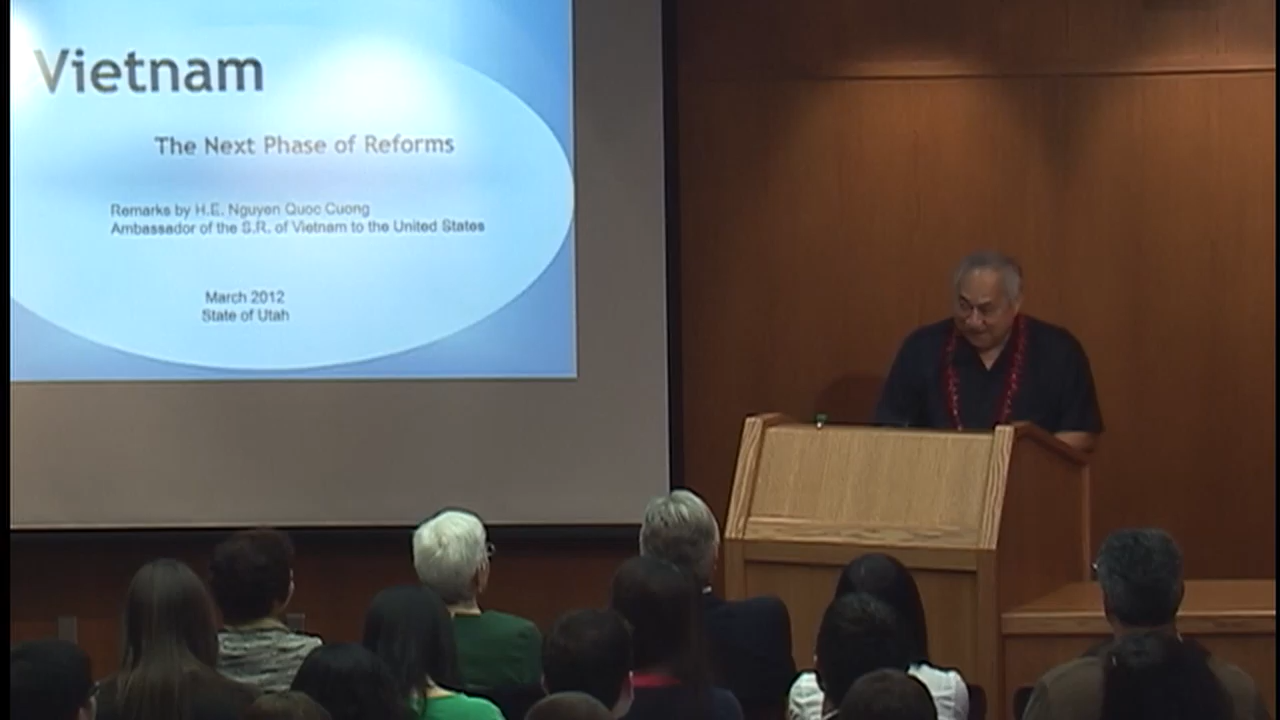 Vietnam
The Next Phase of Reforms
Remarks by H.E. Nguyen Quoc Cuong
Ambassador of the S.R. of Vietnam to the United States
March 2012
State of Utah